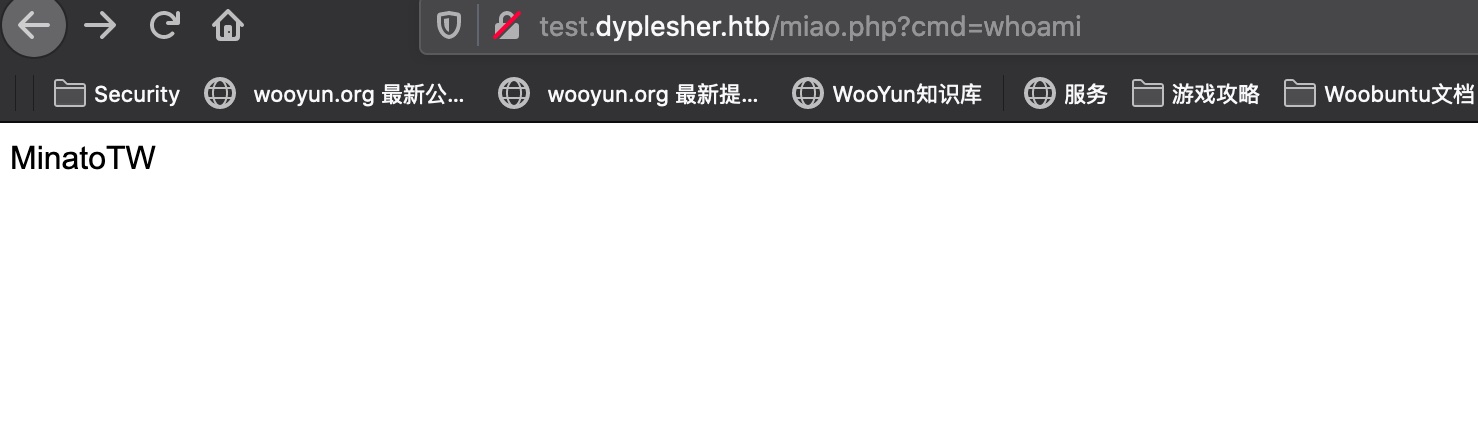 test.dyplesher.htb/miao.php?cmd=whoami
Security wooyun.org 最新公... wooyun.org 最新提... WooYun知识库 服务 游戏攻略 Woobuntu文档
MinatoTW